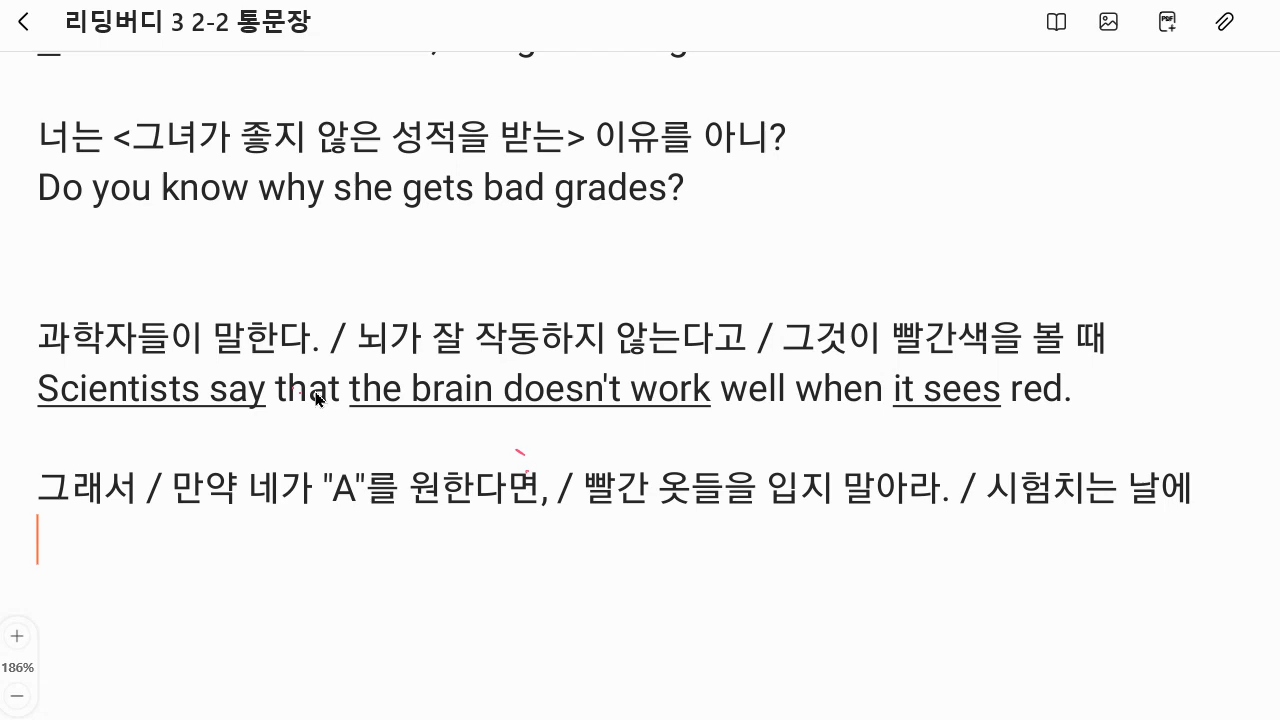 리딩버디 3 2-2 통문장
너는 <그녀가 좋지 않은 성적을 받는> 이유를 아니?
Do you know why she gets bad grades?
과학자들이 말한다. / 뇌가 잘 작동하지 않는다고 / 그것이 빨간색을 볼 때
Scientists say that the brain doesn't work well when it sees red.
그래서 / 만약 네가 "A"를 원한다면, / 빨간 옷들을 입지 말아라. / 시험치는 날에
186%